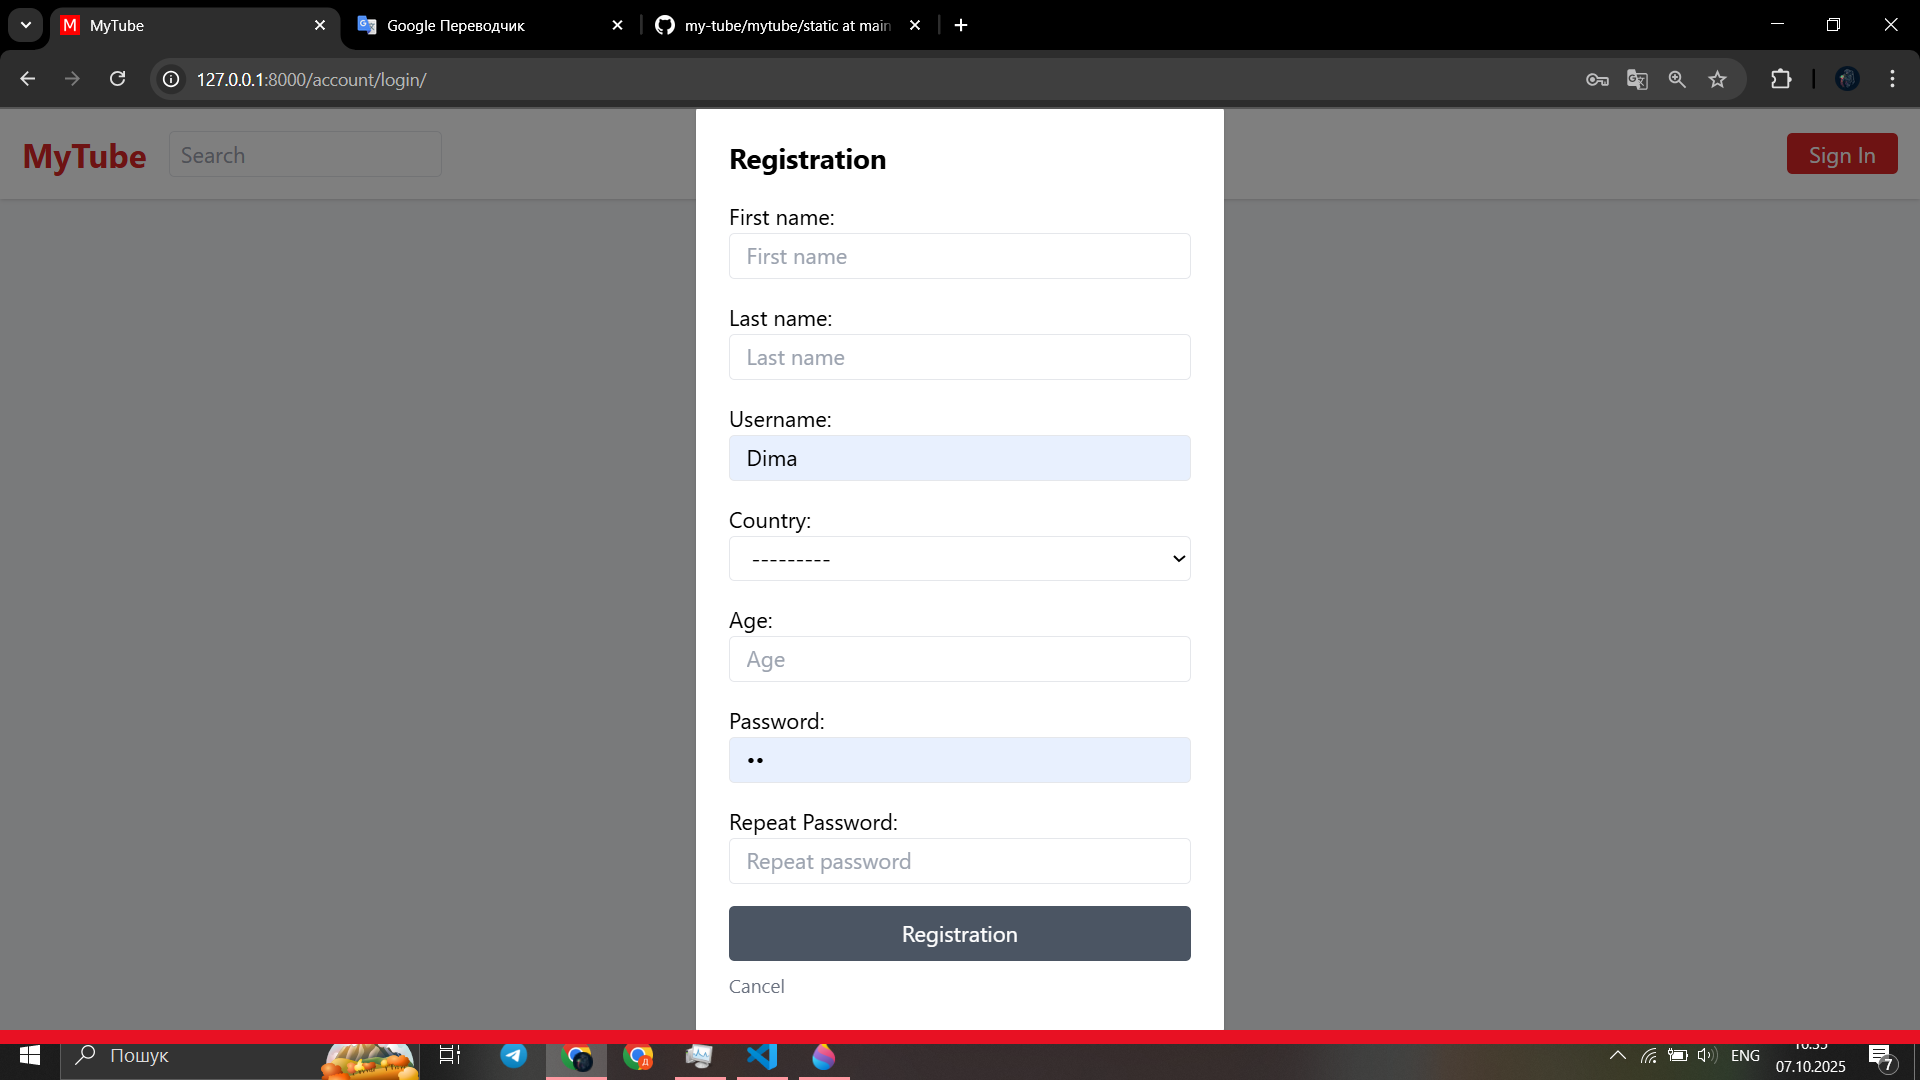 M MyTube
Google Переводчик
my-tube/mytube/static at main
127.0.0.1:8000/account/login/
MyTube
Search
Sign In
Registration
First name:
First name
Last name:
Last name
Username:
Dima
Country:
---------
Age:
Age
Password:
••
Repeat Password:
Repeat password
Registration
Cancel
Пошук
ENG
07.10.2025
7